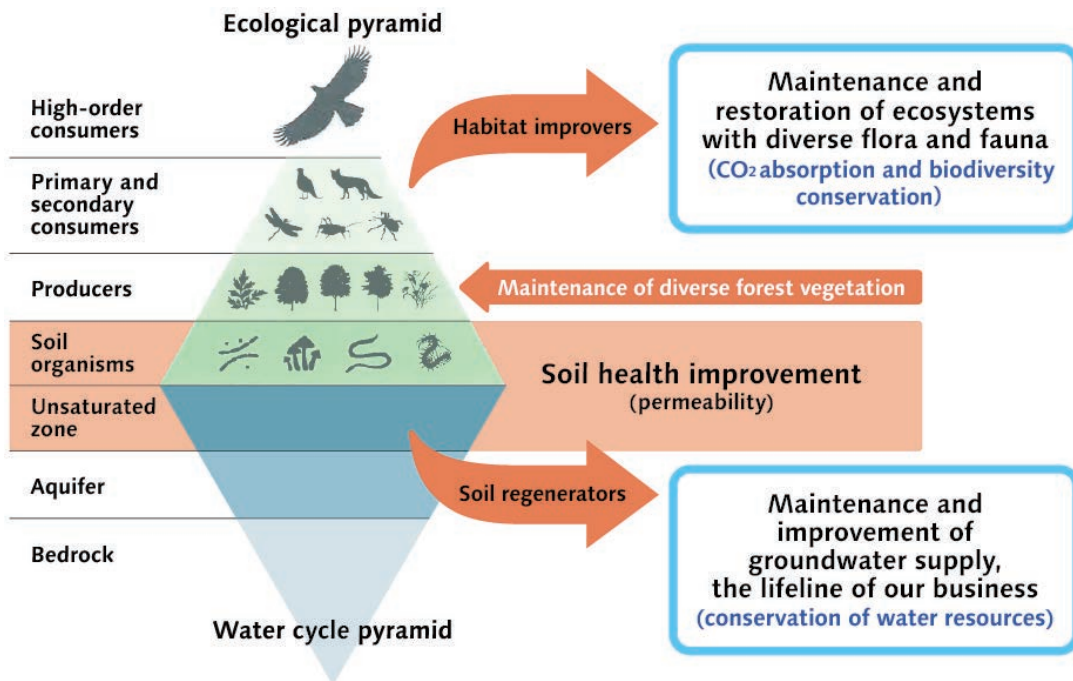 Ecological pyramid
High-order
consumers
Primary and
secondary
consumers
Producers
Soil
organisms
Unsaturated
zone
Aquifer
Bedrock
Water cycle pyramid
Habitat improvers
Maintenance and
restoration of ecosystems
with diverse flora and fauna
(CO₂ absorption and biodiversity
conservation)
Maintenance of diverse forest vegetation
Soil health improvement
(permeability)
Soil regenerators
Maintenance and
improvement of
groundwater supply,
the lifeline of our business
(conservation of water resources)